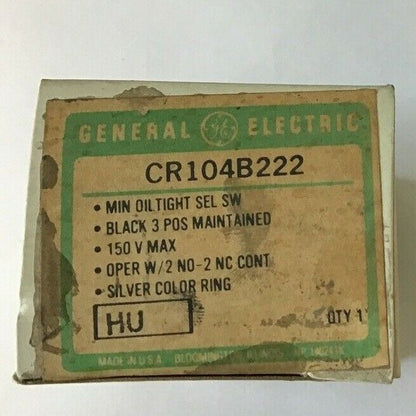 GENERAL GE ELECTRIC
CR104B222
• MIN OILTIGHT SEL SW
• BLACK 3 POS MAINTAINED
• 150 V MAX
• OPER W/2 NO-2 NC CONT
• SILVER COLOR RING
HU
QTY 1
MADE IN U.S.A.